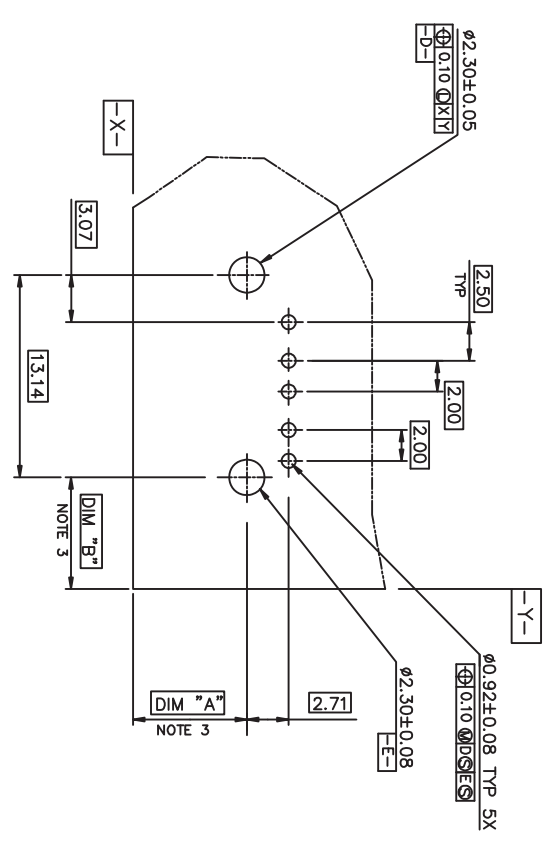 ø2.30±0.05
⌖ 0.10 Ⓛ X Y
-D-
-X-
3.07
2.50
TYP
2.00
2.00
13.14
DIM "B"
NOTE 3
-Y-
DIM "A"
NOTE 3
2.71
ø2.30±0.08
-E-
ø0.92±0.08 TYP 5X
⌖ 0.10 Ⓜ D Ⓢ E Ⓢ